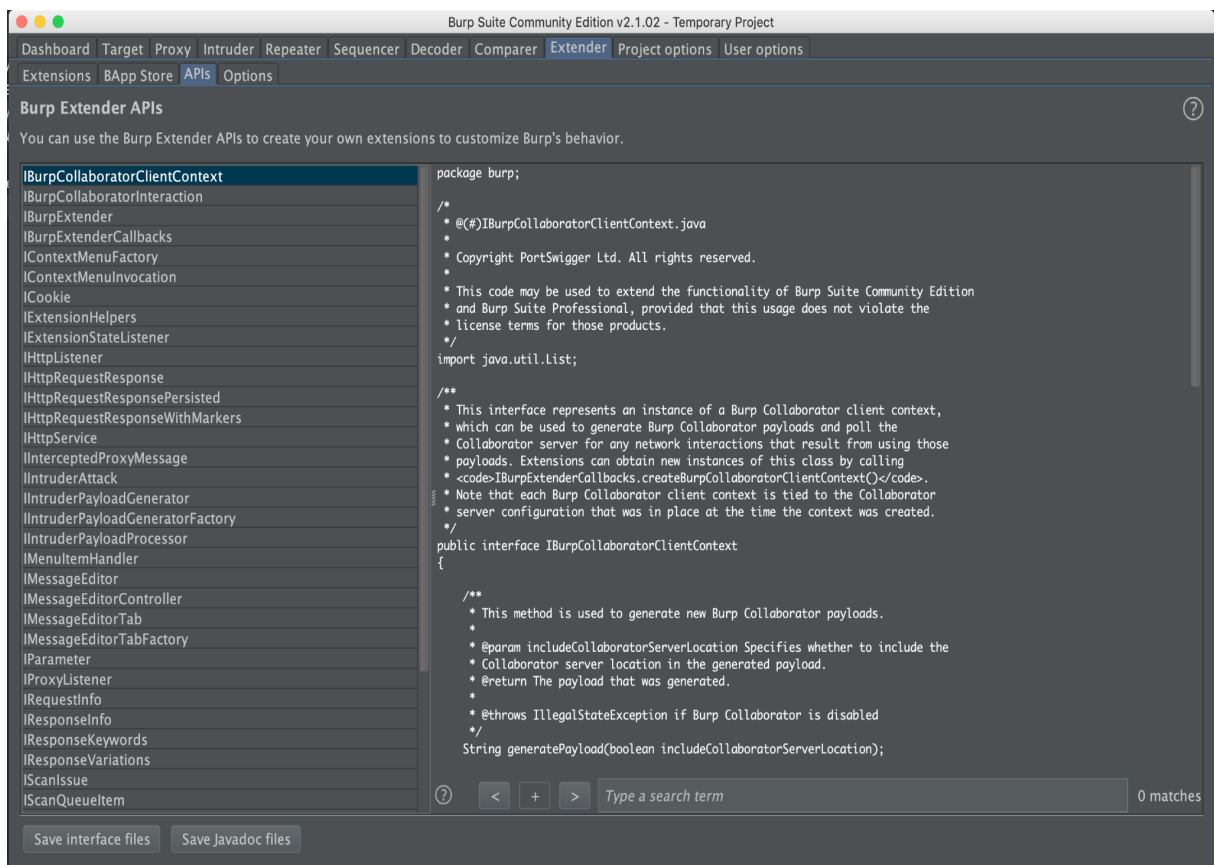 Burp Suite Community Edition v2.1.02 - Temporary Project
Dashboard Target Proxy Intruder Repeater Sequencer Decoder Comparer Extender Project options User options
Extensions BApp Store APIs Options
Burp Extender APIs
?
You can use the Burp Extender APIs to create your own extensions to customize Burp's behavior.
IBurpCollaboratorClientContext
IBurpCollaboratorInteraction
IBurpExtender
IBurpExtenderCallbacks
IContextMenuFactory
IContextMenuInvocation
ICookie
IExtensionHelpers
IExtensionStateListener
IHttpListener
IHttpRequestResponse
IHttpRequestResponsePersisted
IHttpRequestResponseWithMarkers
IHttpService
IInterceptedProxyMessage
IIntruderAttack
IIntruderPayloadGenerator
IIntruderPayloadGeneratorFactory
IIntruderPayloadProcessor
IMenuItemHandler
IMessageEditor
IMessageEditorController
IMessageEditorTab
IMessageEditorTabFactory
IParameter
IProxyListener
IRequestInfo
IResponseInfo
IResponseKeywords
IResponseVariations
IScanIssue
IScanQueueItem
package burp;
/*
 * @(#)IBurpCollaboratorClientContext.java
 *
 * Copyright PortSwigger Ltd. All rights reserved.
 *
 * This code may be used to extend the functionality of Burp Suite Community Edition
 * and Burp Suite Professional, provided that this usage does not violate the
 * license terms for those products.
 */
import java.util.List;
/**
 * This interface represents an instance of a Burp Collaborator client context,
 * which can be used to generate Burp Collaborator payloads and poll the
 * Collaborator server for any network interactions that result from using those
 * payloads. Extensions can obtain new instances of this class by calling
 * <code>IBurpExtenderCallbacks.createBurpCollaboratorClientContext()</code>.
 * Note that each Burp Collaborator client context is tied to the Collaborator
 * server configuration that was in place at the time the context was created.
 */
public interface IBurpCollaboratorClientContext
{
    /**
     * This method is used to generate new Burp Collaborator payloads.
     *
     * @param includeCollaboratorServerLocation Specifies whether to include the
     * Collaborator server location in the generated payload.
     * @return The payload that was generated.
     *
     * @throws IllegalStateException if Burp Collaborator is disabled
     */
    String generatePayload(boolean includeCollaboratorServerLocation);
? < + > Type a search term 0 matches
Save interface files Save Javadoc files